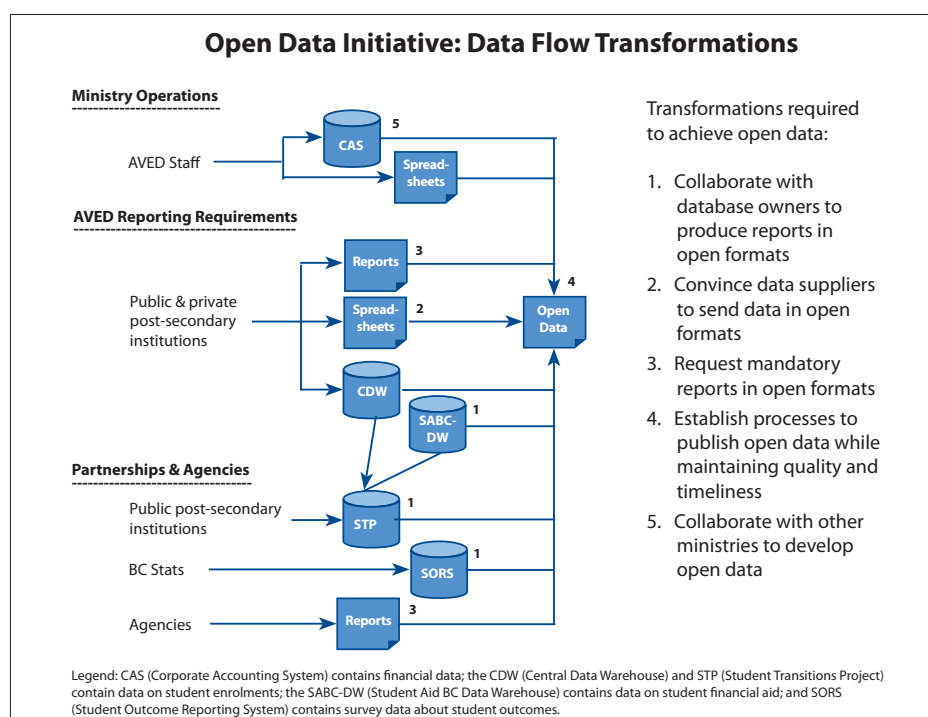 Open Data Initiative: Data Flow Transformations
Ministry Operations
5
CAS
AVED Staff
Spread-
sheets
AVED Reporting Requirements
3
Reports
4
Public & private
post-secondary
institutions
2
Spread-
sheets
Open
Data
CDW
1
SABC-
DW
Partnerships & Agencies
Public post-secondary
institutions
1
STP
BC Stats
1
SORS
Agencies
3
Reports
Transformations required
to achieve open data:
1. Collaborate with
database owners to
produce reports in
open formats
2. Convince data suppliers
to send data in open
formats
3. Request mandatory
reports in open formats
4. Establish processes to
publish open data while
maintaining quality and
timeliness
5. Collaborate with other
ministries to develop
open data
Legend: CAS (Corporate Accounting System) contains financial data; the CDW (Central Data Warehouse) and STP (Student Transitions Project)
contain data on student enrolments; the SABC-DW (Student Aid BC Data Warehouse) contains data on student financial aid; and SORS
(Student Outcome Reporting System) contains survey data about student outcomes.